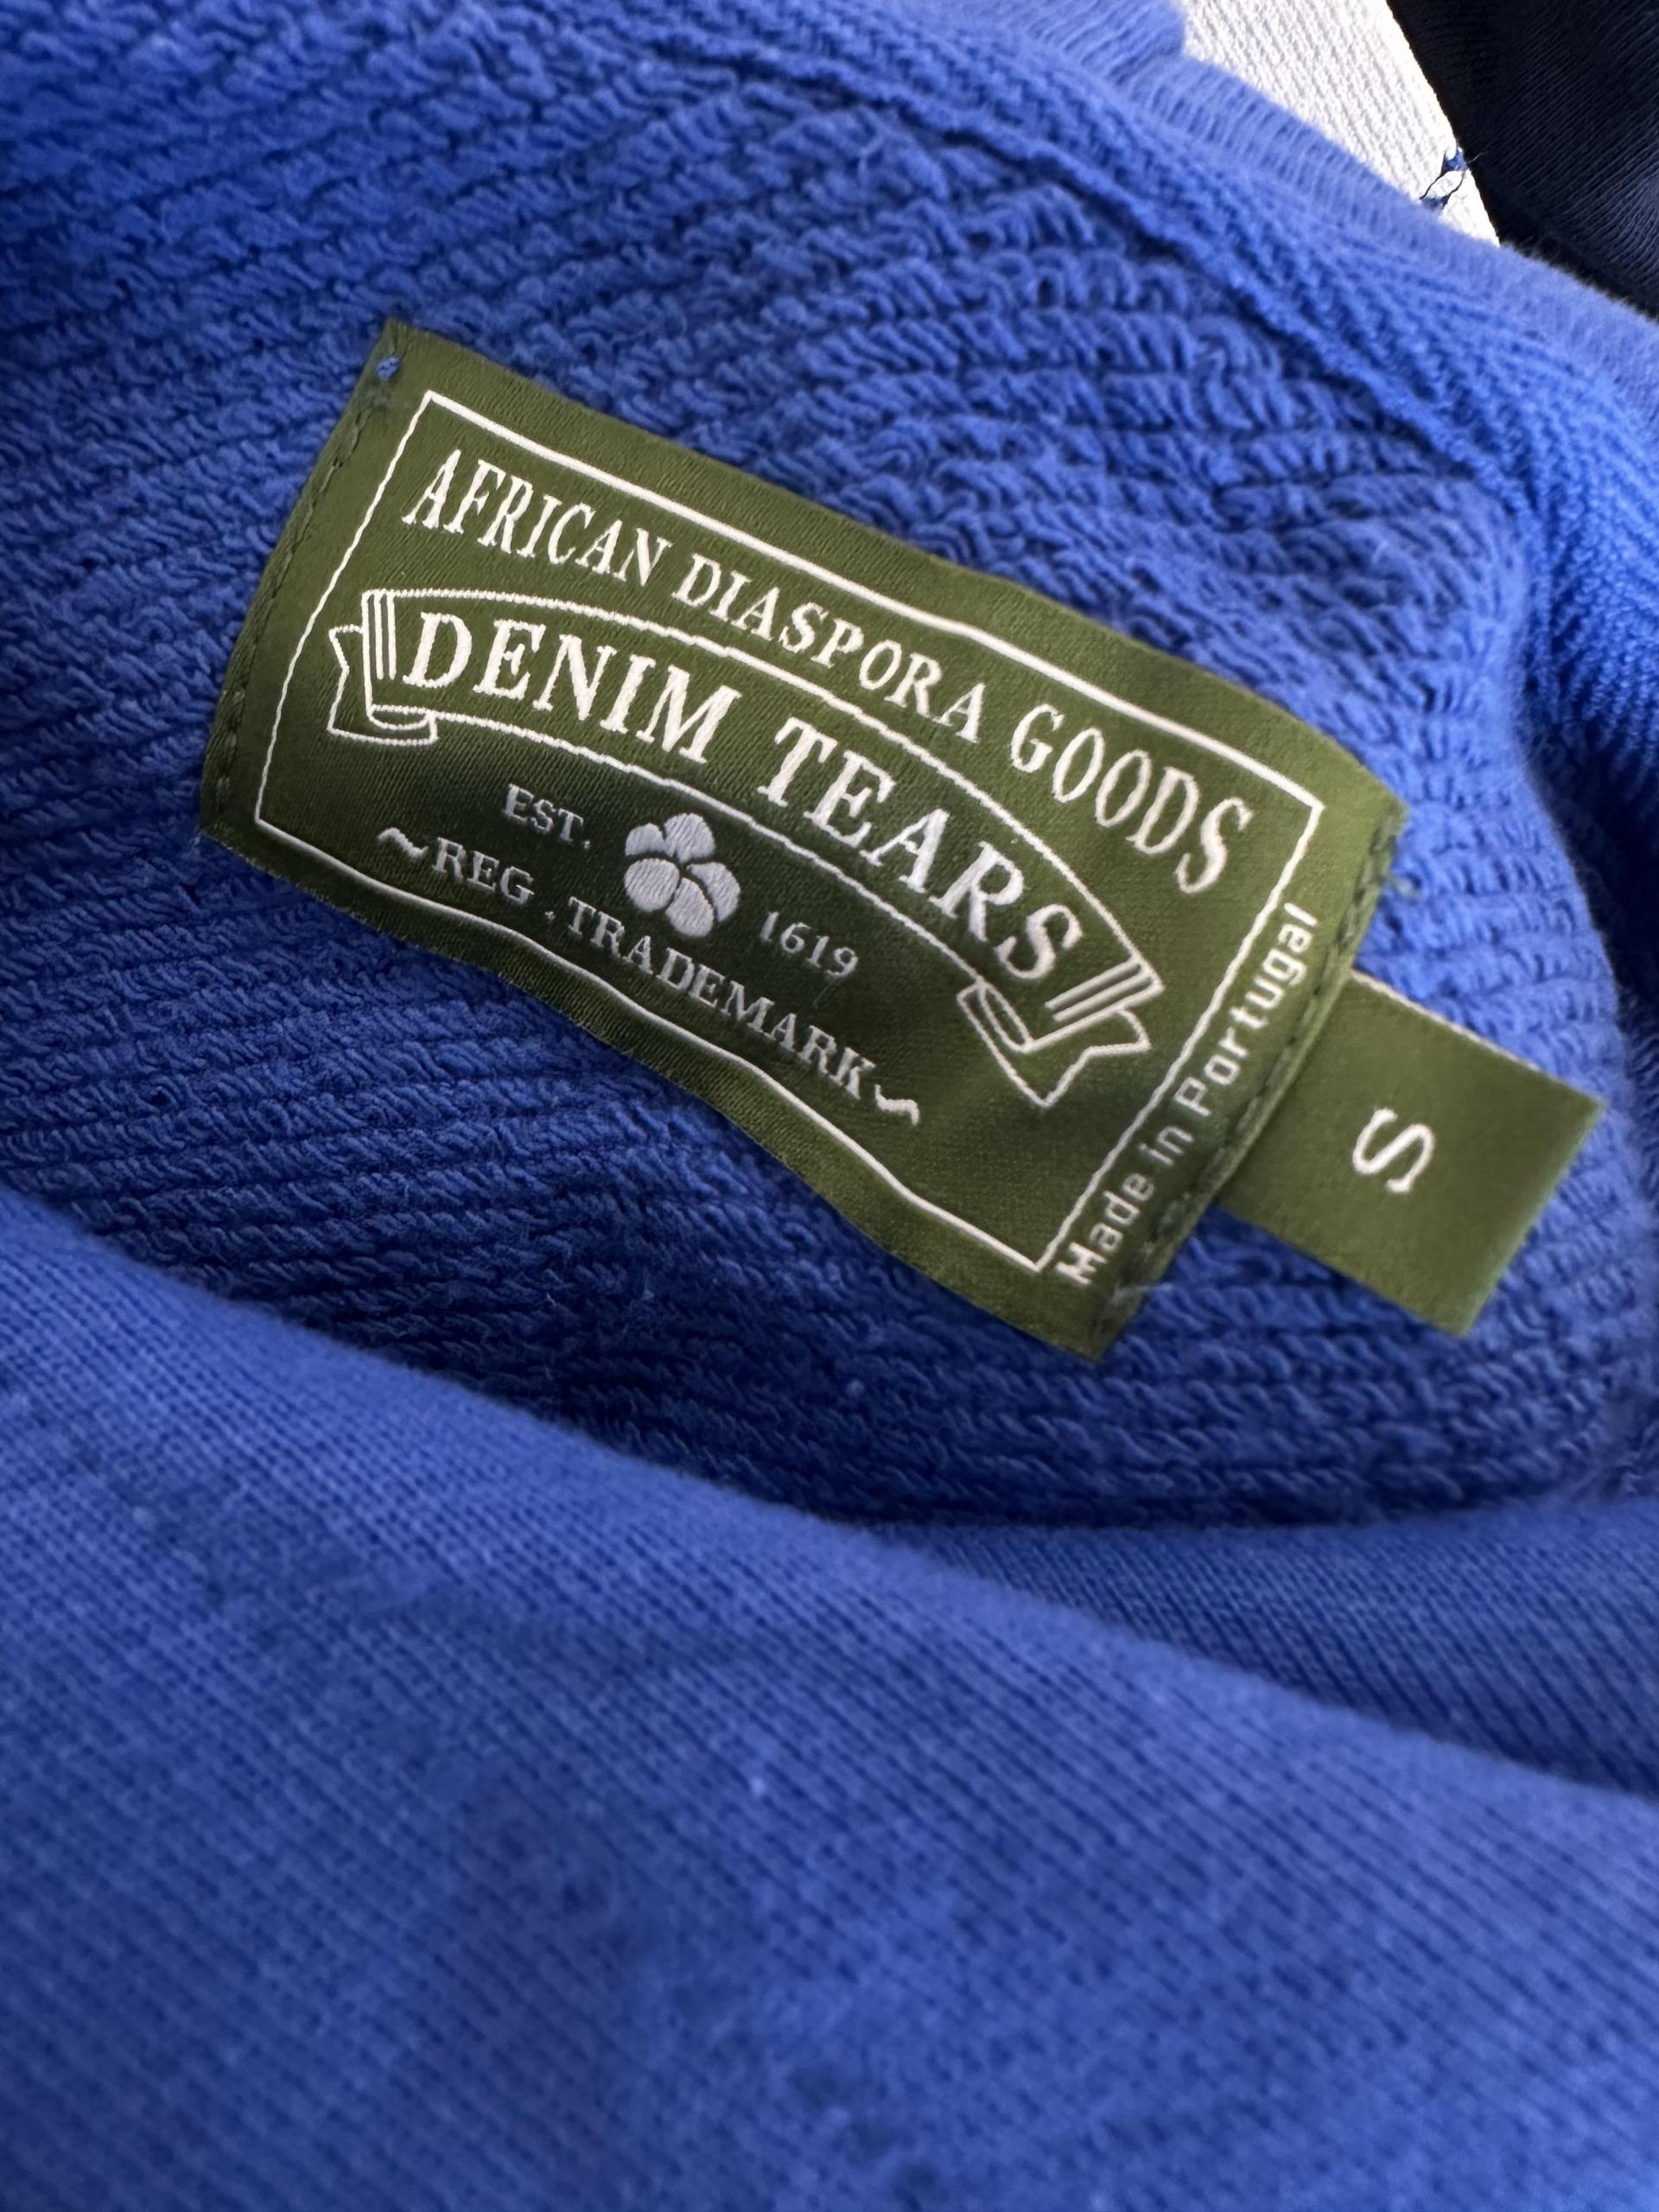 AFRICAN DIASPORA GOODS
DENIM TEARS
EST. 1619
~REG . TRADEMARK~
Made in Portugal
S